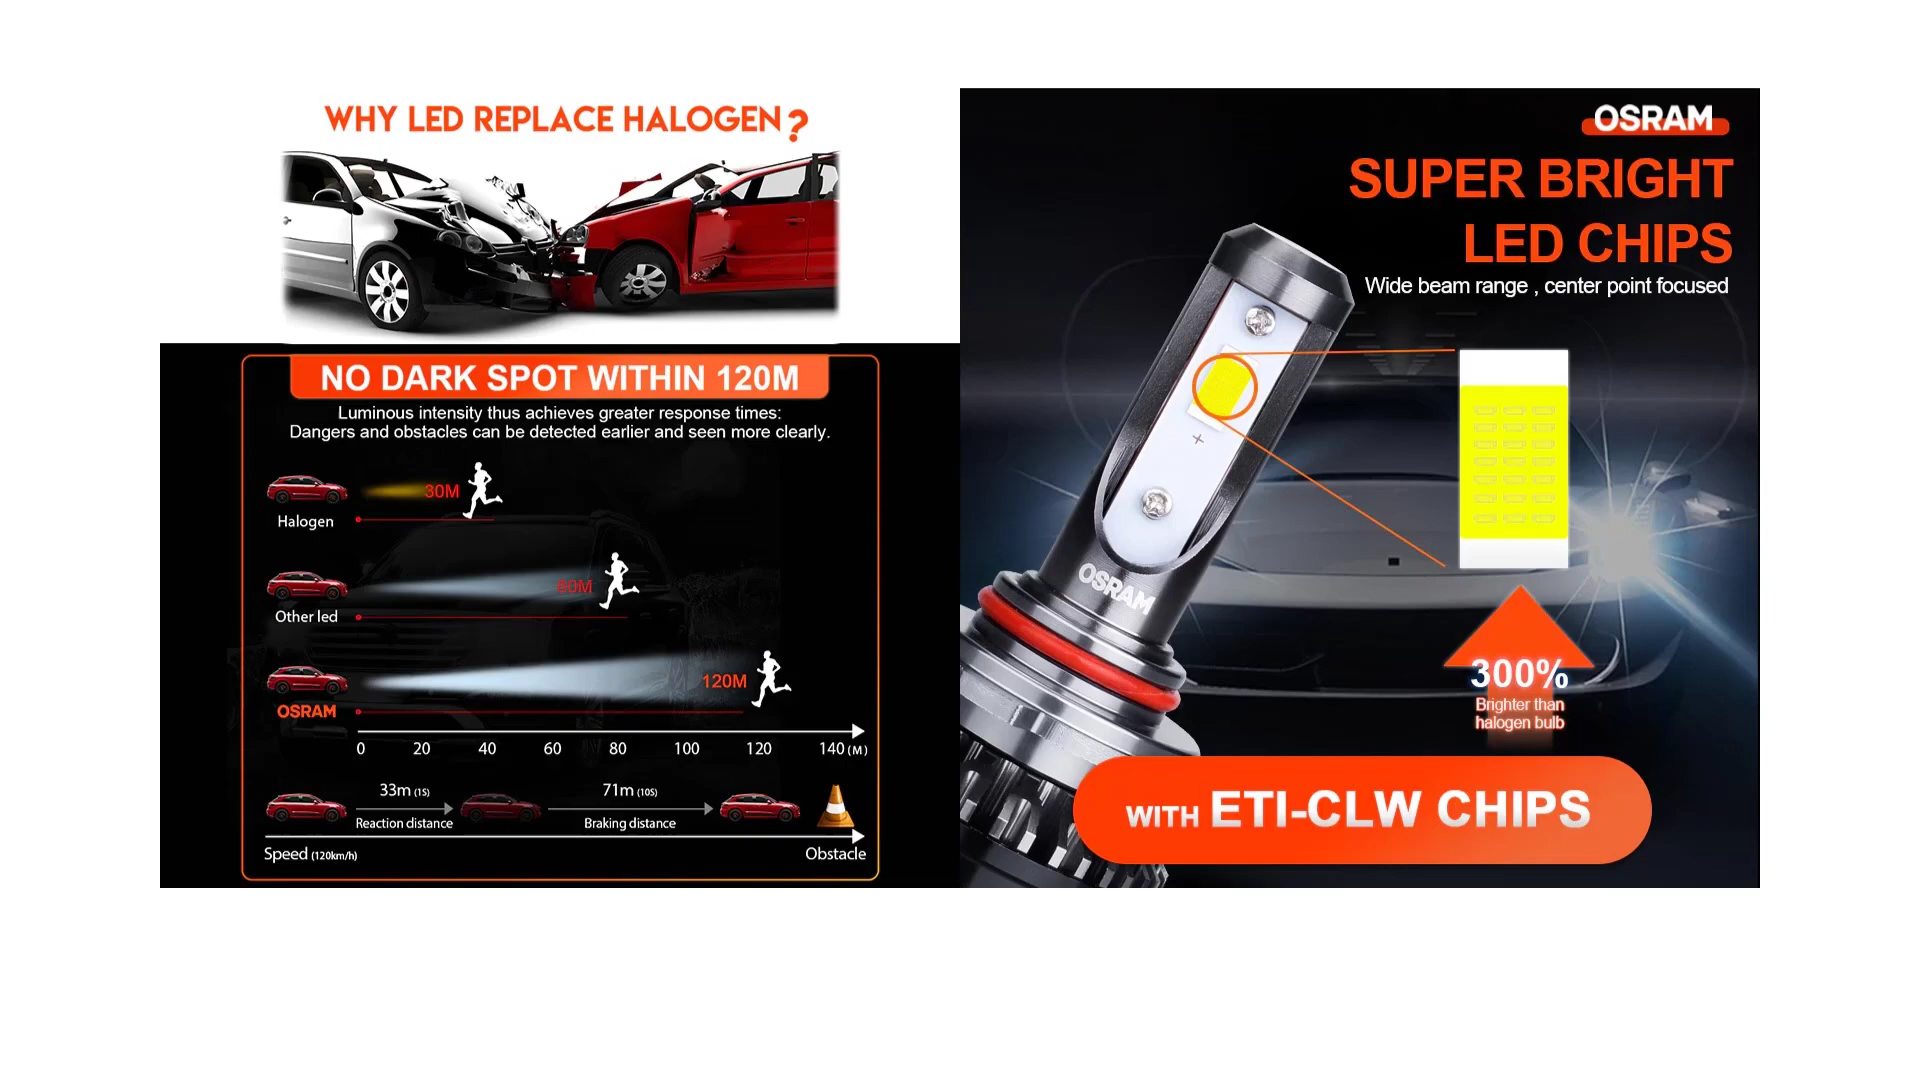 WHY LED REPLACE HALOGEN?
NO DARK SPOT WITHIN 120M
Luminous intensity thus achieves greater response times:
Dangers and obstacles can be detected earlier and seen more clearly.
30M
Halogen
80M
Other led
120M
OSRAM
0 20 40 60 80 100 120 140 (M)
33m (1S) 71m (10S)
Reaction distance Braking distance
Speed (120km/h) Obstacle
OSRAM
SUPER BRIGHT
LED CHIPS
Wide beam range , center point focused
OSRAM
300%
Brighter than
halogen bulb
WITH ETI-CLW CHIPS